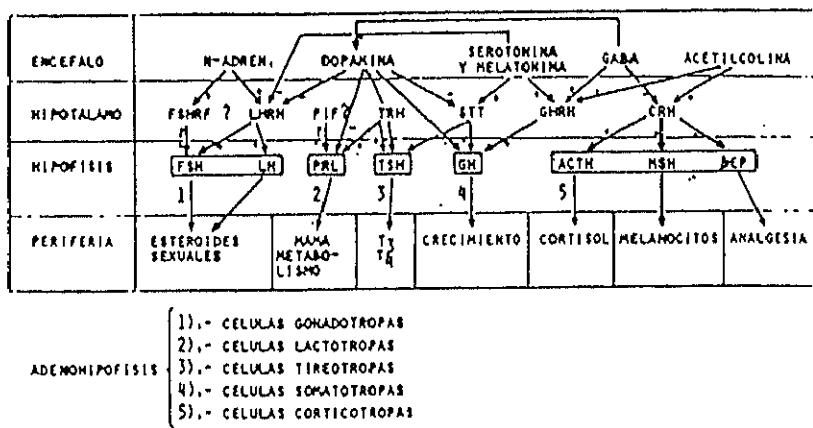 ENCEFALO N-ADREN. DOPAMINA SEROTONINA Y MELATONINA GABA ACETILCOLINA
HIPOTALAMO FSHRF ? LHRH PIF? TRH STT GHRH CRH
HIPOFISIS FSH LH PRL TSH GH ACTH MSH BEP
1 2 3 4 5
PERIFERIA ESTEROIDES SEXUALES MAMA METABO- LISMO T3 T4 CRECIMIENTO CORTISOL MELANOCITOS ANALGESIA
ADENOHIPOFISIS
1).- CELULAS GONADOTROPAS
2).- CELULAS LACTOTROPAS
3).- CELULAS TIREOTROPAS
4).- CELULAS SOMATOTROPAS
5).- CELULAS CORTICOTROPAS